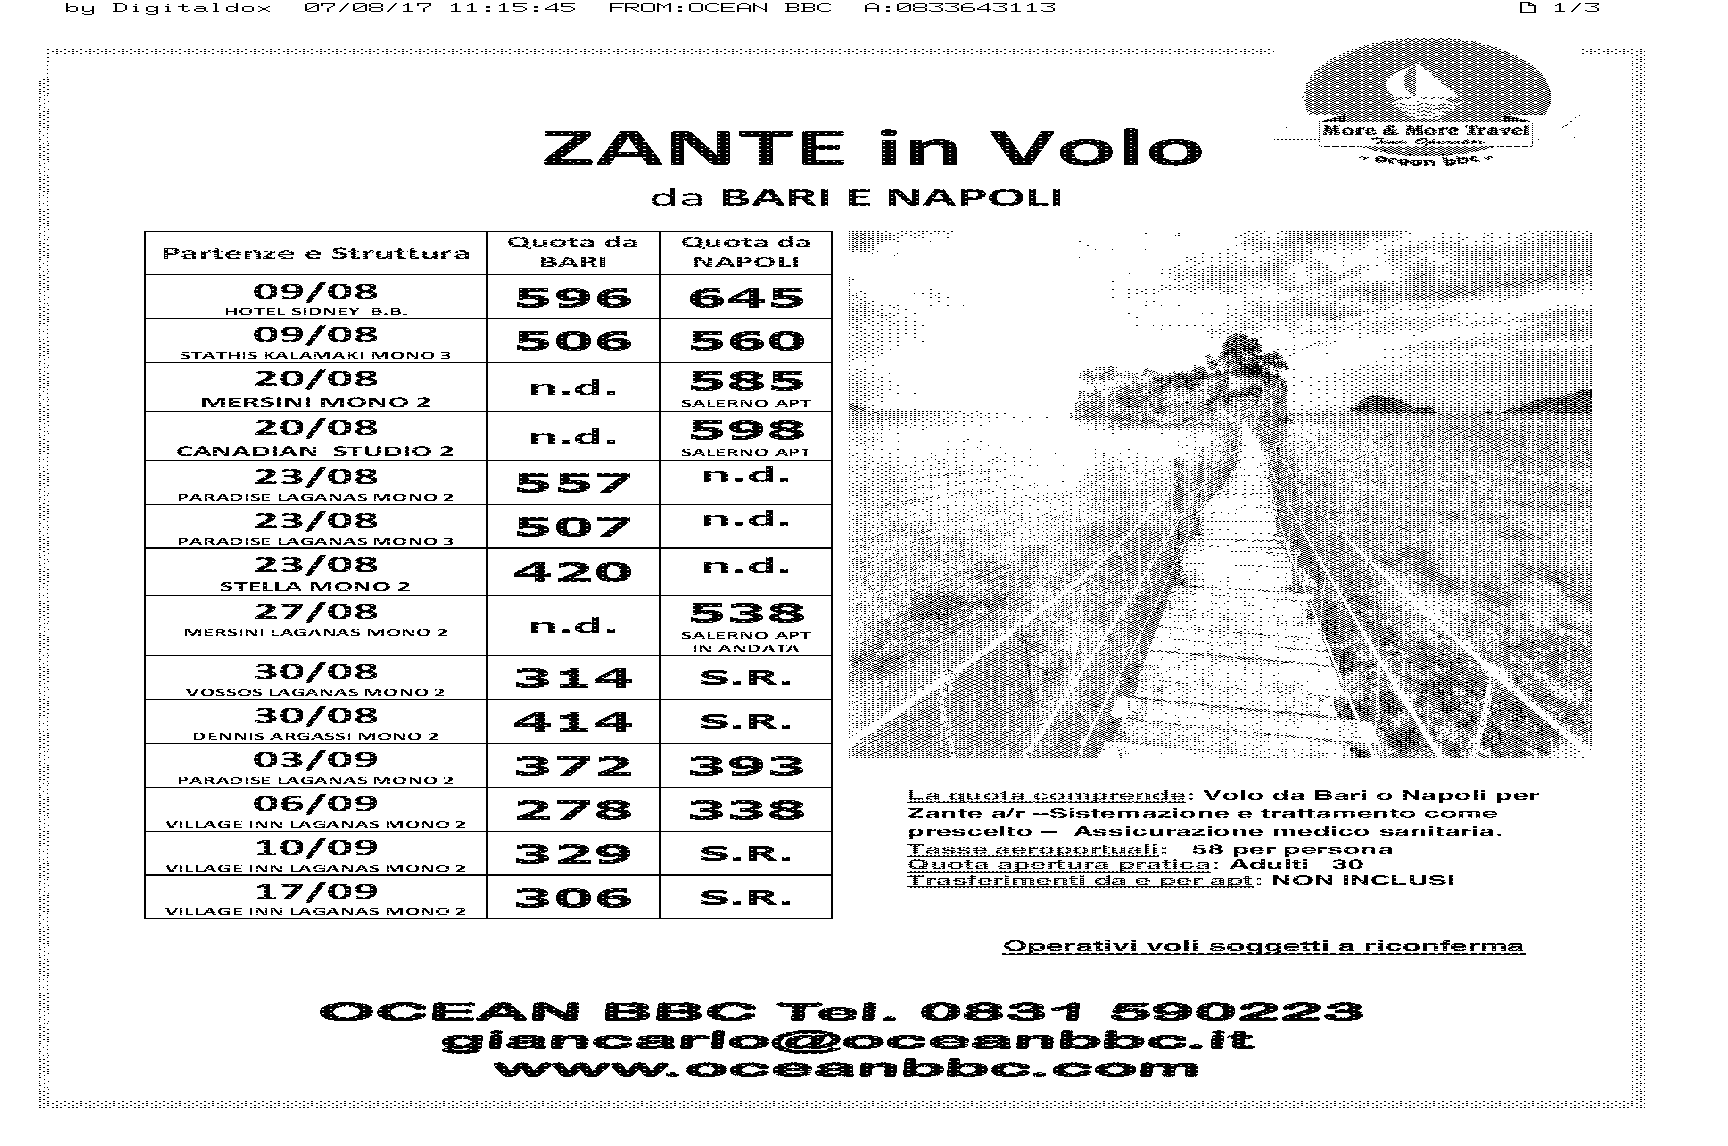 by Digitaldox 07/08/17 11:15:45 FROM:OCEAN BBC A:0833643113 1/3
More & More Travel
Tour Operator
Ocean bbc
ZANTE in Volo
da BARI E NAPOLI
Partenze e Struttura Quota da BARI Quota da NAPOLI
09/08 596 645
HOTEL SIDNEY B.B.
09/08 506 560
STATHIS KALAMAKI MONO 3
20/08 n.d. 585
MERSINI MONO 2 SALERNO APT
20/08 n.d. 598
CANADIAN STUDIO 2 SALERNO APT
23/08 557 n.d.
PARADISE LAGANAS MONO 2
23/08 507 n.d.
PARADISE LAGANAS MONO 3
23/08 420 n.d.
STELLA MONO 2
27/08 n.d. 538
MERSINI LAGANAS MONO 2 SALERNO APT
IN ANDATA
30/08 314 S.R.
VOSSOS LAGANAS MONO 2
30/08 414 S.R.
DENNIS ARGASSI MONO 2
03/09 372 393
PARADISE LAGANAS MONO 2
06/09 278 338
VILLAGE INN LAGANAS MONO 2
10/09 329 S.R.
VILLAGE INN LAGANAS MONO 2
17/09 306 S.R.
VILLAGE INN LAGANAS MONO 2
La quota comprende: Volo da Bari o Napoli per
Zante a/r –Sistemazione e trattamento come
prescelto – Assicurazione medico sanitaria.
Tasse aeroportuali: 58 per persona
Quota apertura pratica: Adulti 30
Trasferimenti da e per apt: NON INCLUSI
Operativi voli soggetti a riconferma
OCEAN BBC Tel. 0831 590223
giancarlo@oceanbbc.it
www.oceanbbc.com